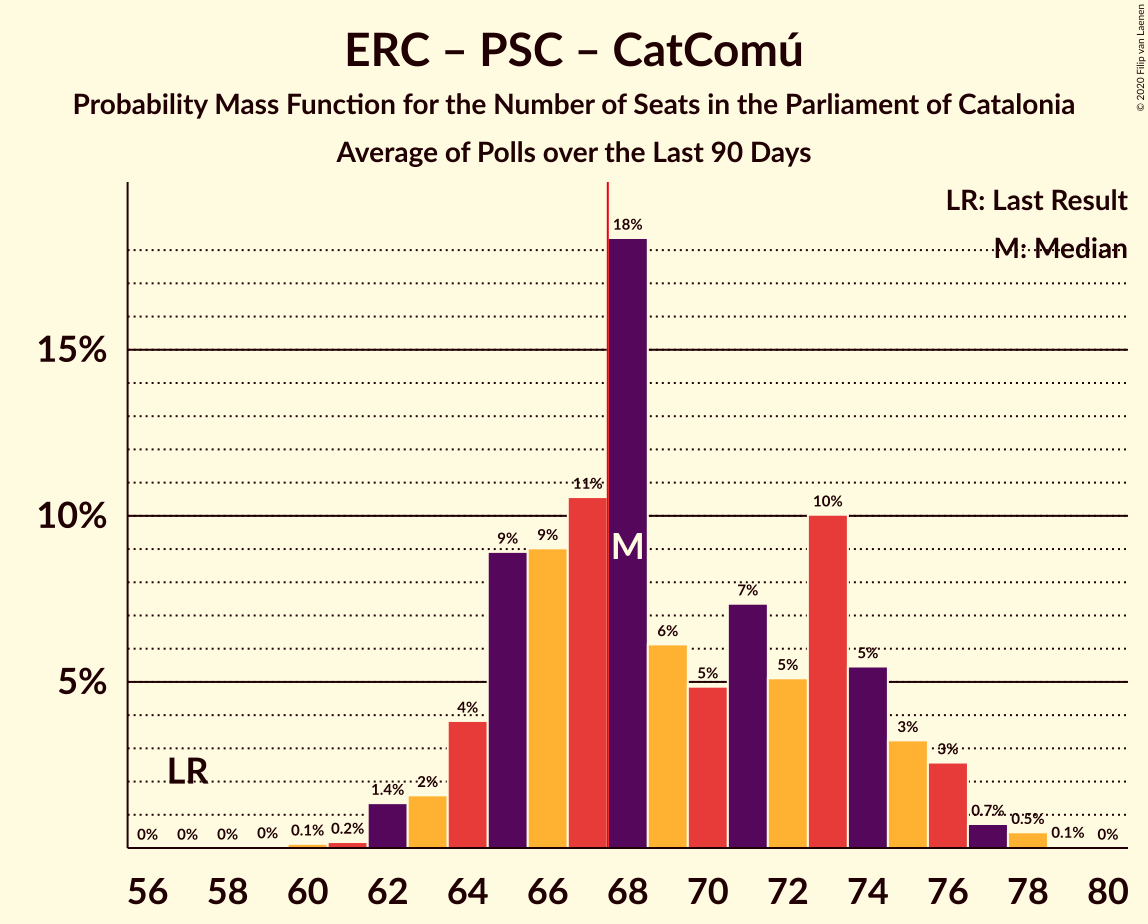 ERC – PSC – CatComú
Probability Mass Function for the Number of Seats in the Parliament of Catalonia
Average of Polls over the Last 90 Days
© 2020 Filip van Laenen
LR: Last Result
M: Median
18%
15%
11%
10%
10%
M
9%
9%
7%
6%
5%
5%
5%
5%
4%
LR
3%
3%
2%
1.4%
0.7%
0.5%
0% 0% 0% 0% 0.1% 0.2% 0.1% 0%
56 58 60 62 64 66 68 70 72 74 76 78 80